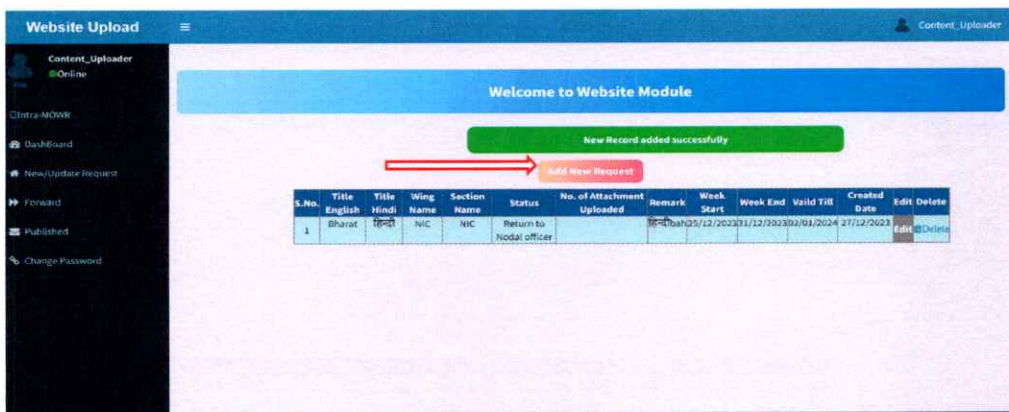 Website Upload
Content_Uploader
Content_Uploader
Online
Intra-MOWR
DashBoard
New/Update Request
Forward
Published
Change Password
Welcome to Website Module
New Record added successfully
Add New Request
S.No. Title English Title Hindi Wing Name Section Name Status No. of Attachment Uploaded Remark Week Start Week End Vaild Till Created Date Edit Delete
1 Bharat हिन्दी NIC NIC Return to Nodal officer हिन्दीbah 25/12/2023 31/12/2023 02/01/2024 27/12/2023 Edit Delete